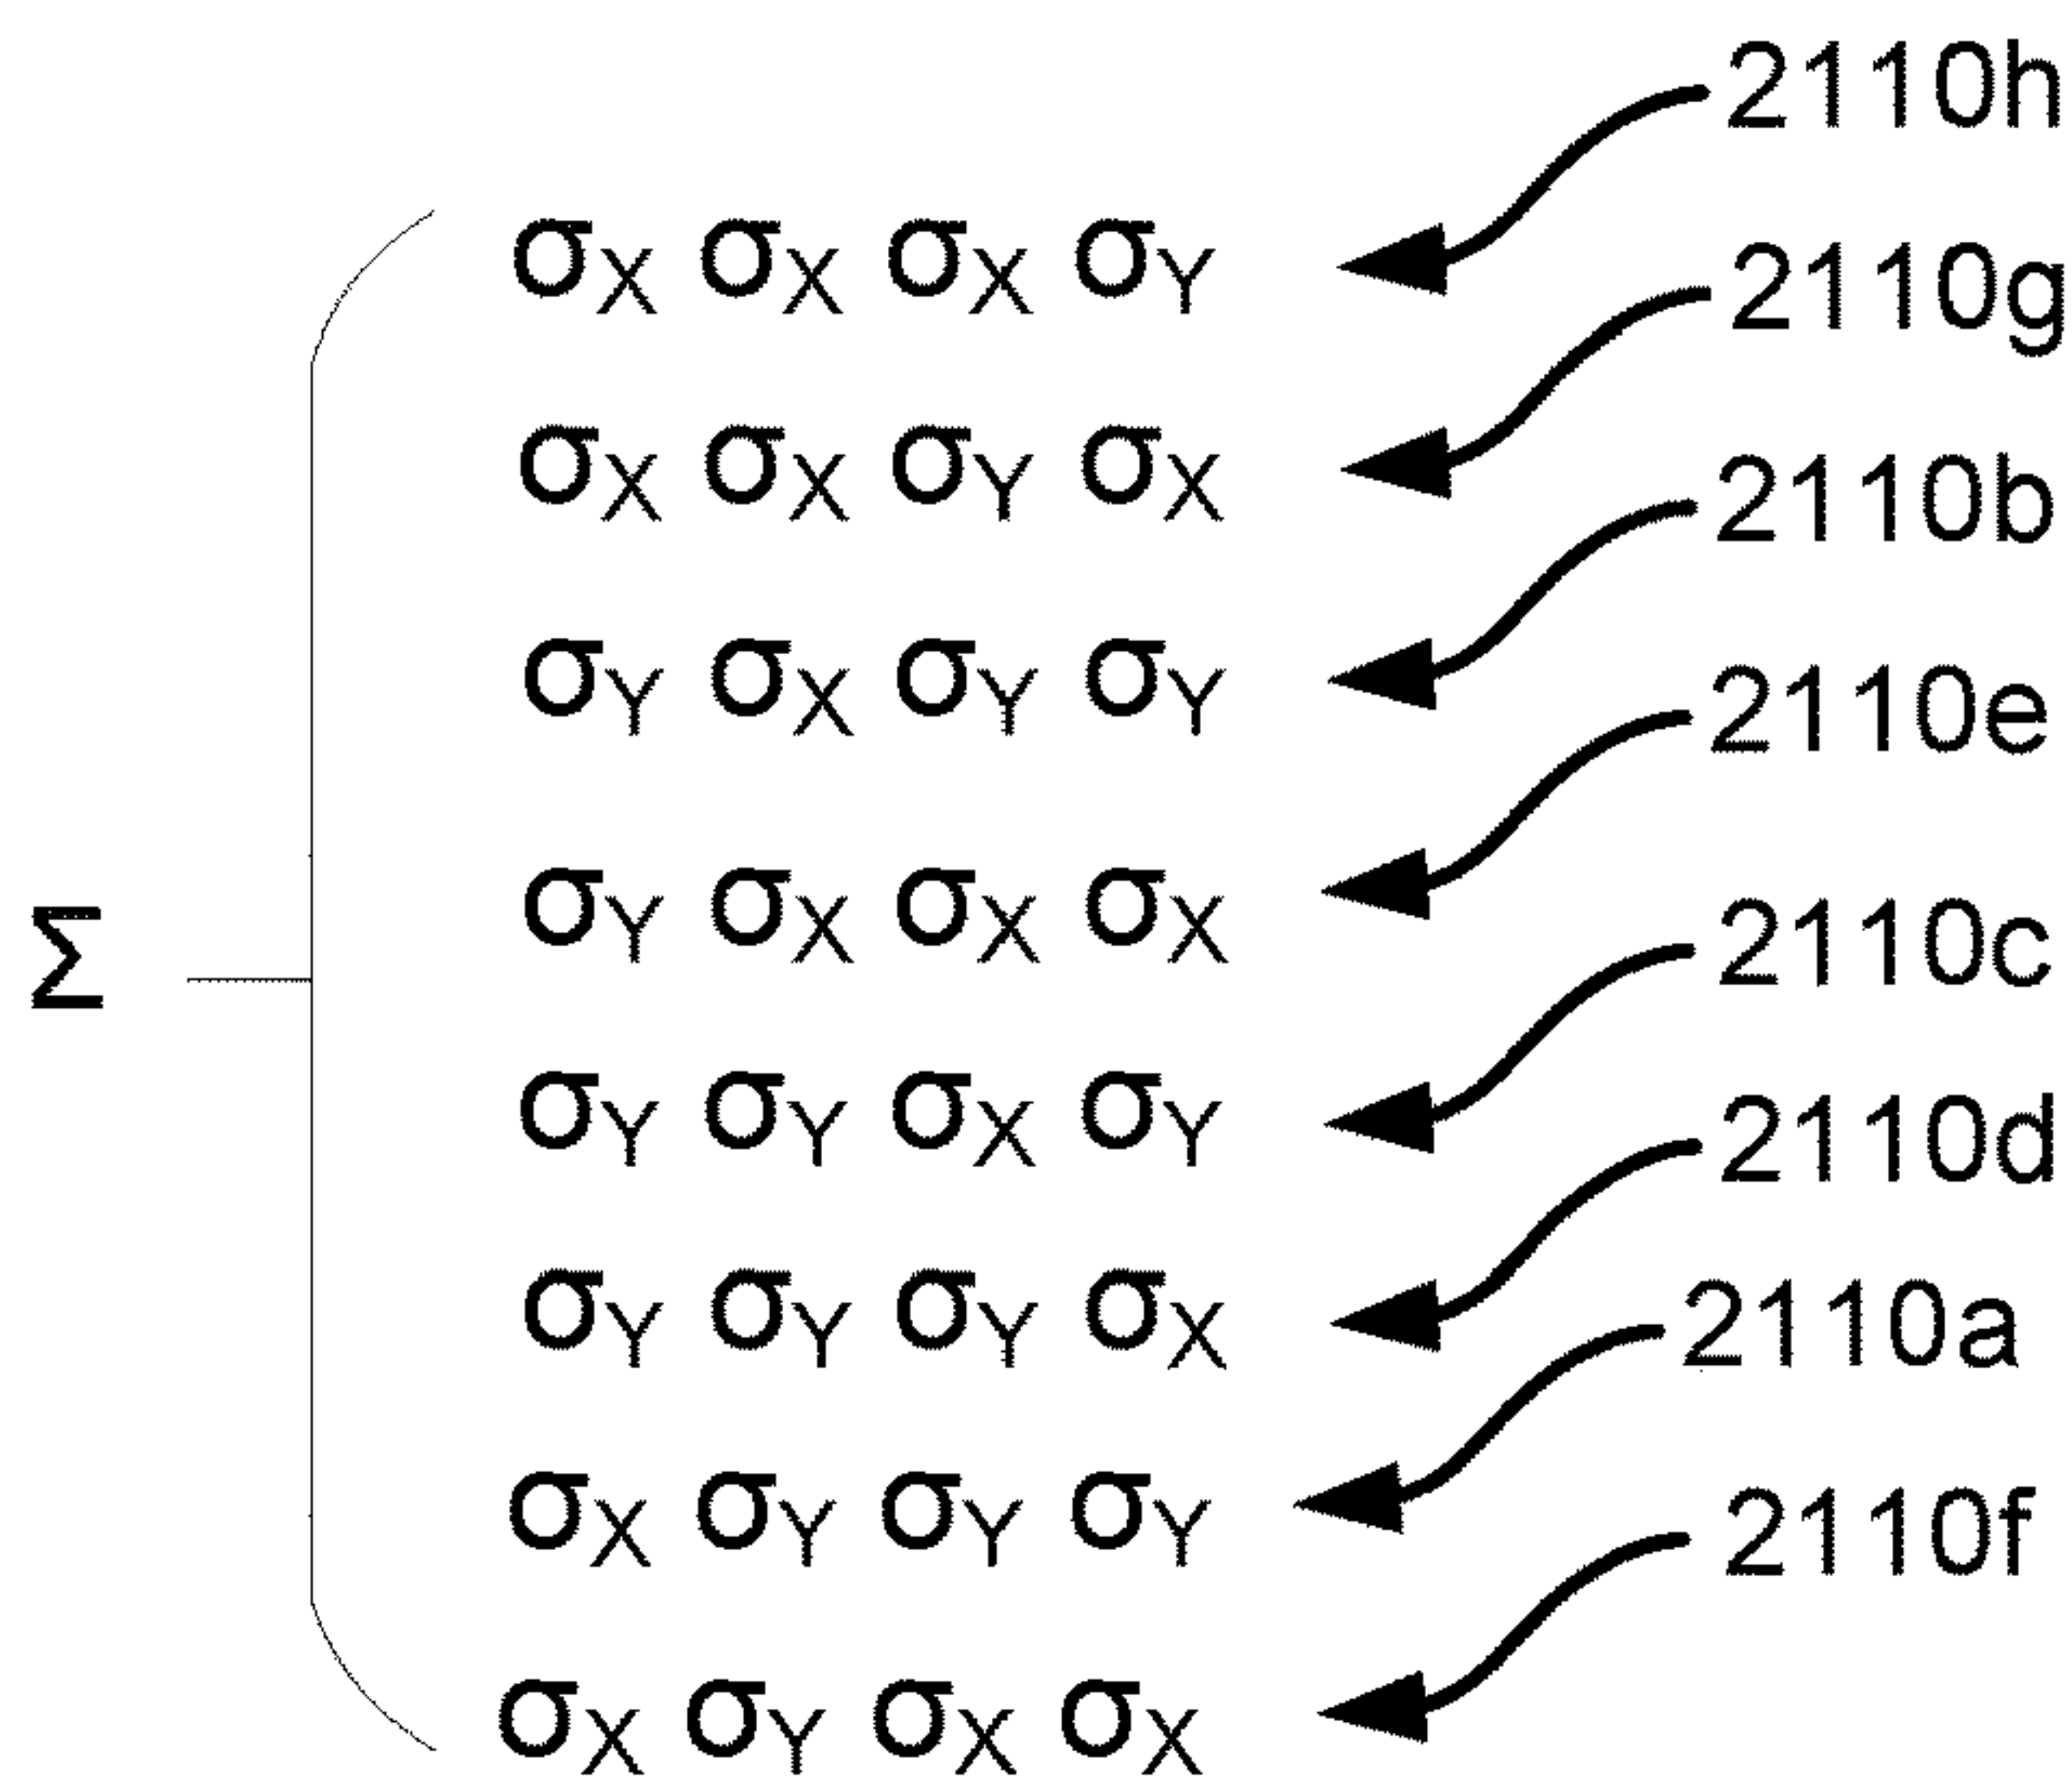 2110h
σX σX σX σY
2110g
σX σX σY σX
2110b
σY σX σY σY
2110e
σY σX σX σX
Σ
2110c
σY σY σX σY
2110d
σY σY σY σX
2110a
σX σY σY σY
2110f
σX σY σX σX